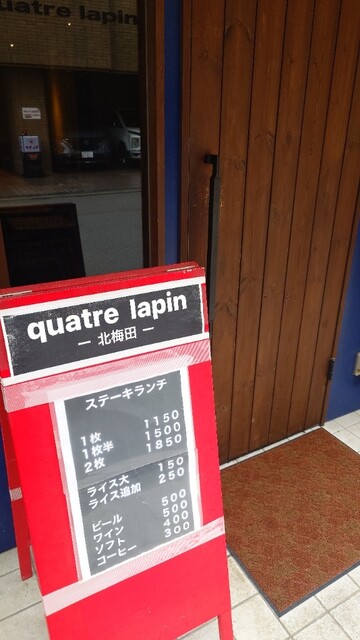 quatre lapin
quatre lapin
— 北梅田 —
ステーキランチ
1枚 1150
1枚半 1500
2枚 1850
ライス大 150
ライス追加 250
ビール 500
ワイン 500
ソフト 400
コーヒー 300